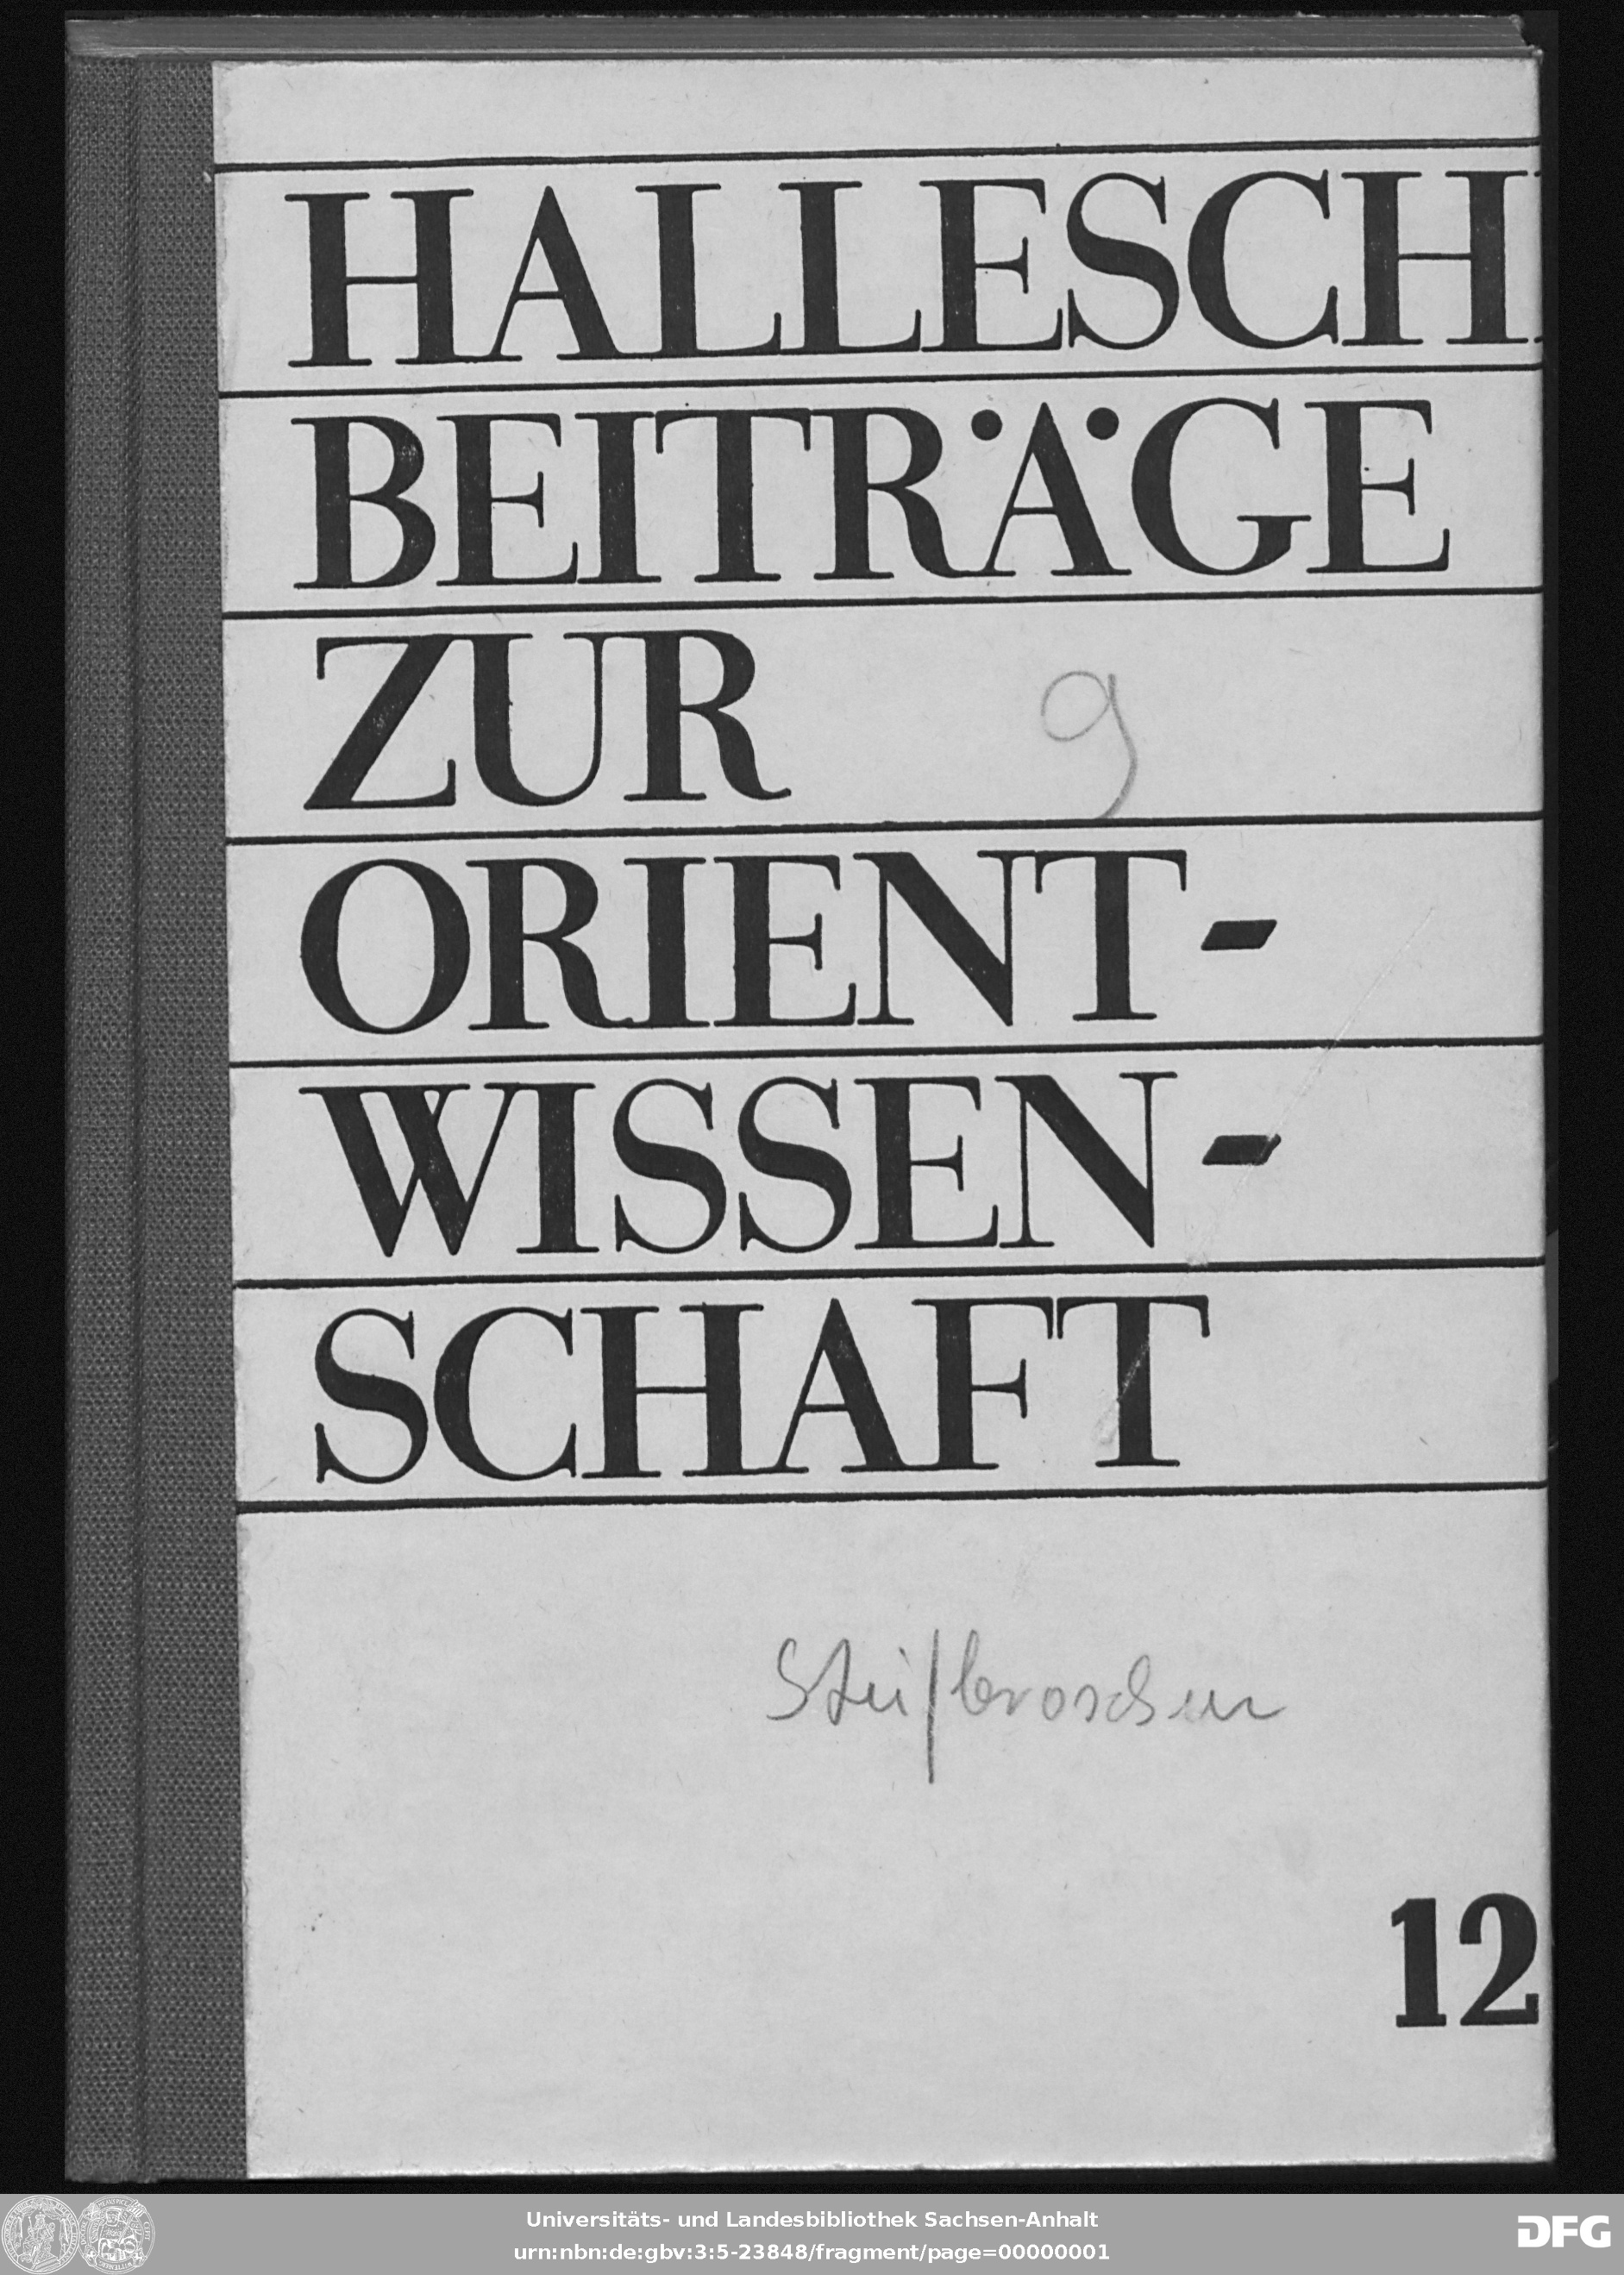 HALLESCH
BEITRÄGE
ZUR
9
ORIENT-
WISSEN-
SCHAFT
Steifbroschur
12
Universitäts- und Landesbibliothek Sachsen-Anhalt
urn:nbn:de:gbv:3:5-23848/fragment/page=00000001
DFG